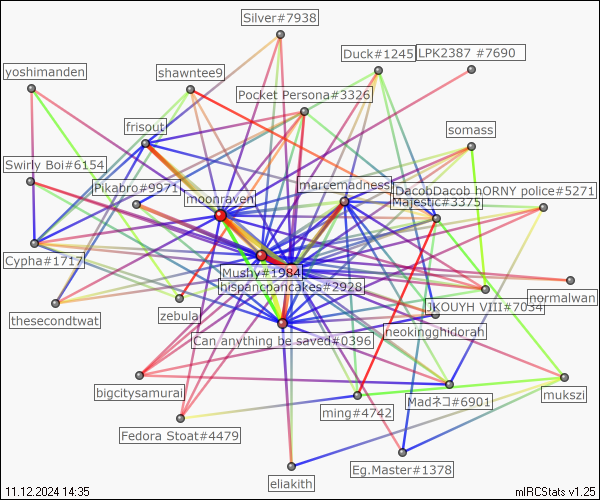 Silver#7938
Duck#1245
LPK2387 #7690
yoshimanden
shawntee9
Pocket Persona#3326
frisout
somass
Swirly Boi#6154
Pikabro#9971
marcemadness
DacobDacob hORNY police#5271
moonraven
Majestic#3375
Cypha#1717
Mushy#1984
hispancpancakes#2928
normalwan
thesecondtwat
zebula
JKOUYH VIII#7034
neokingghidorah
Can,anything be saved#0396
bigcitysamurai
mukszi
Madネコ#6901
ming#4742
Fedora Stoat#4479
Eg.Master#1378
eliakith
11.12.2024 14:35
mIRCStats v1.25